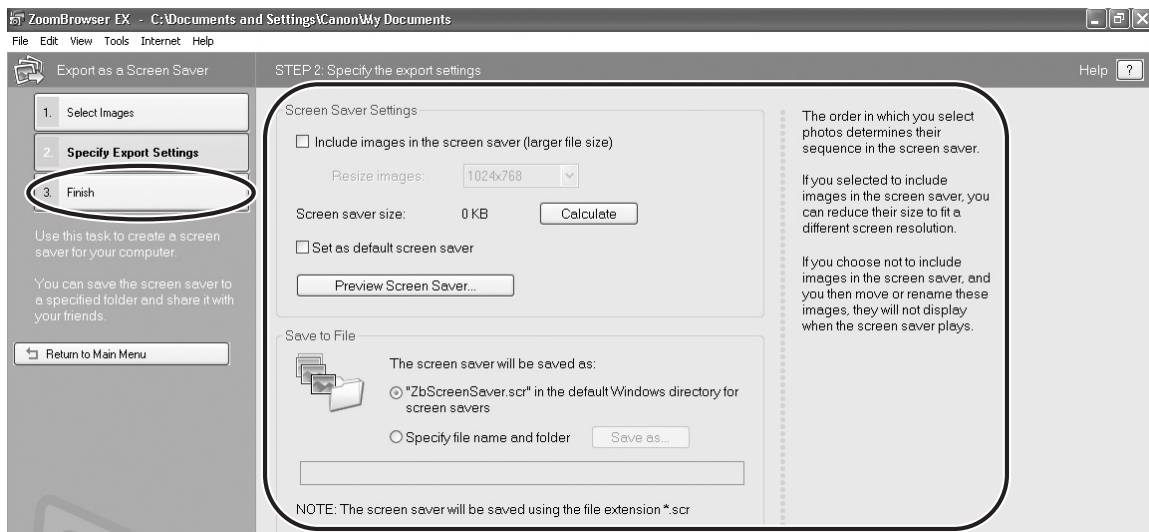 ZoomBrowser EX - C:\Documents and Settings\Canon\My Documents
File Edit View Tools Internet Help
Export as a Screen Saver
STEP 2: Specify the export settings
Help ?
1. Select Images
2. Specify Export Settings
3. Finish
Use this task to create a screen
saver for your computer.
You can save the screen saver to
a specified folder and share it with
your friends.
Return to Main Menu
Screen Saver Settings
Include images in the screen saver (larger file size)
Resize images: 1024x768
Screen saver size: 0 KB Calculate
Set as default screen saver
Preview Screen Saver...
Save to File
The screen saver will be saved as:
"ZbScreenSaver.scr" in the default Windows directory for
screen savers
Specify file name and folder Save as...
NOTE: The screen saver will be saved using the file extension *.scr
The order in which you select
photos determines their
sequence in the screen saver.
If you selected to include
images in the screen saver, you
can reduce their size to fit a
different screen resolution.
If you choose not to include
images in the screen saver, and
you then move or rename these
images, they will not display
when the screen saver plays.